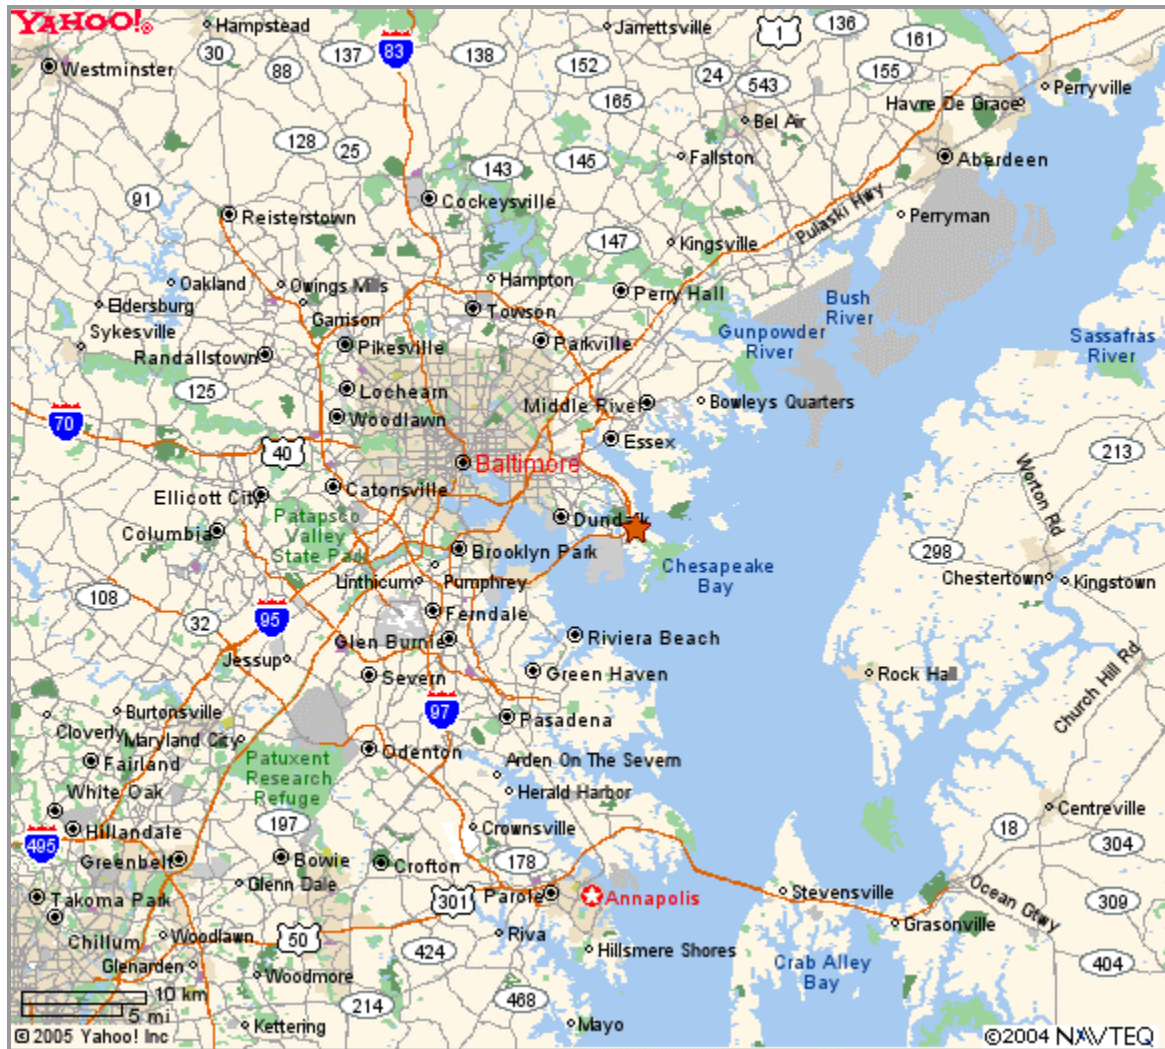 YAHOO!®
Hampstead
Jarrettsville
1
136
161
30
137
83
138
Westminster
88
152
24
155
543
Perryville
165
Havre De Grace
Bel Air
128
25
143
145
Fallston
Aberdeen
91
Cockeysville
Reisterstown
Pulaski Hwy
Perryman
147
Kingsville
Oakland
Owings Mills
Hampton
Perry Hall
Eldersburg
Garrison
Towson
Bush
River
Sykesville
Gunpowder
River
Sassafras
River
Randallstown
Pikesville
Parkville
125
Lochearn
Middle River
Bowleys Quarters
70
Woodlawn
40
Essex
213
Baltimore
Worton Rd
Ellicott City
Catonsville
Columbia
Patapsco
Valley
State Park
Dundalk
Brooklyn Park
298
Chesapeake
Bay
Linthicum
Pumphrey
Chestertown
Kingstown
108
32
95
Ferndale
Glen Burnie
Riviera Beach
Jessup
Severn
Green Haven
Rock Hall
Church Hill Rd
97
Burtonsville
Pasadena
Cloverly
Maryland City
Odenton
Fairland
Patuxent
Research
Refuge
Arden On The Severn
White Oak
Herald Harbor
Centreville
Hillandale
197
Crownsville
18
304
495
Greenbelt
Bowie
Crofton
178
Glenn Dale
301
Parole
Annapolis
Stevensville
Ocean Gtwy
309
Takoma Park
Grasonville
Chillum
Woodlawn
50
Riva
424
Hillsmere Shores
Crab Alley
Bay
404
Glenarden
Woodmore
10 km
5 mi
214
468
Kettering
Mayo
© 2005 Yahoo! Inc
©2004 NAVTEQ